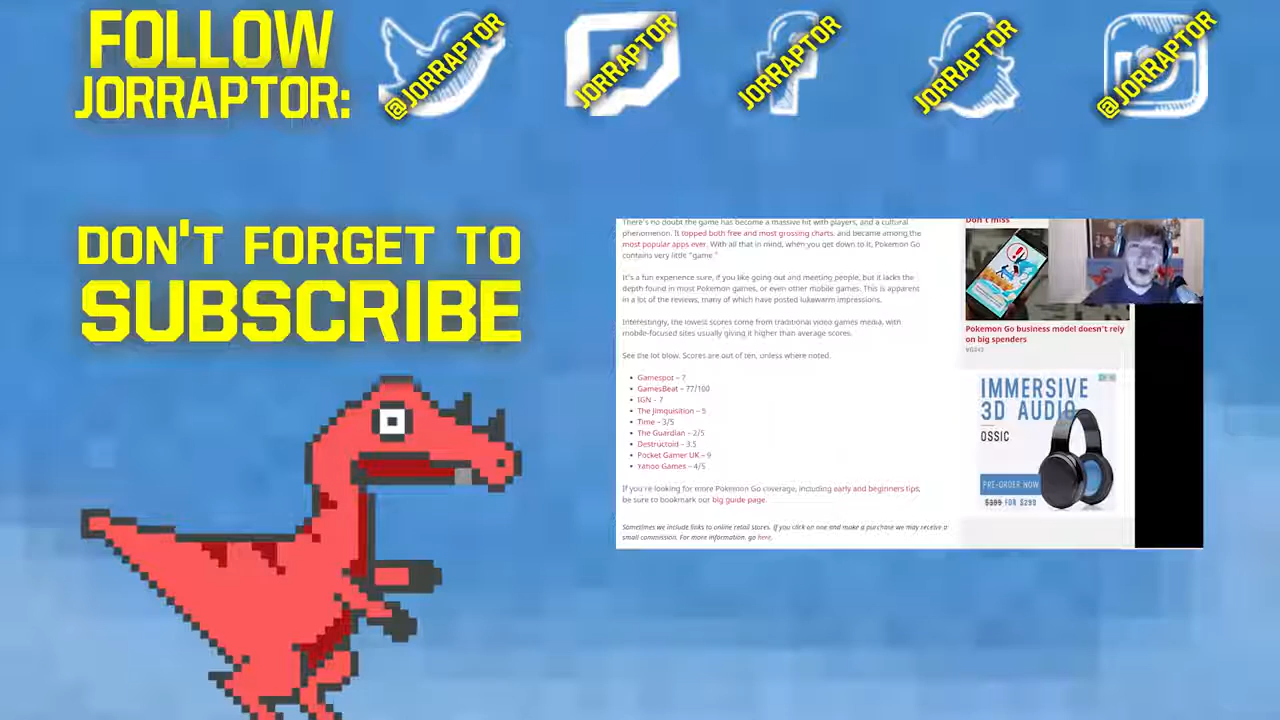 FOLLOW
JORRAPTOR:
@JORRAPTOR
JORRAPTOR
JORRAPTOR
JORRAPTOR
@JORRAPTOR
DON'T FORGET TO
SUBSCRIBE
There's no doubt the game has become a massive hit with players, and a cultural
phenomenon. It topped both free and most grossing charts, and became among the
most popular apps ever. With all that in mind, when you get down to it, Pokemon Go
contains very little "game."
It's a fun experience sure, if you like going out and meeting people, but it lacks the
depth found in most Pokemon games, or even other mobile games. This is apparent
in a lot of the reviews, many of which have posted lukewarm impressions.
Interestingly, the lowest scores come from traditional video games media, with
mobile-focused sites usually giving it higher than average scores.
See the lot blow. Scores are out of ten, unless where noted.
Gamespot – 7
GamesBeat – 77/100
IGN – 7
The Jimquisition – 5
Time – 3/5
The Guardian – 2/5
Destructoid – 3.5
Pocket Gamer UK – 9
Yahoo Games – 4/5
If you're looking for more Pokemon Go coverage, including early and beginners tips,
be sure to bookmark our big guide page.
Sometimes we include links to online retail stores. If you click on one and make a purchase we may receive a
small commission. For more information, go here.
Don't miss
Pokemon Go business model doesn't rely
on big spenders
VG247
IMMERSIVE
3D AUDIO
OSSIC
PRE-ORDER NOW
$399 FOR $299